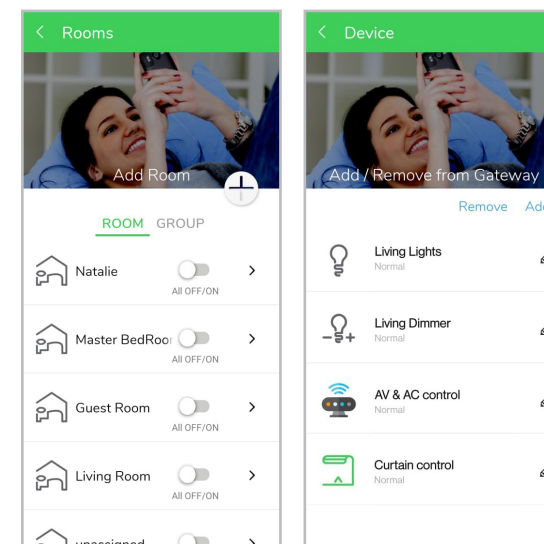 Rooms
Add Room
ROOM GROUP
Natalie
All OFF/ON
Master BedRoo
All OFF/ON
Guest Room
All OFF/ON
Living Room
All OFF/ON
unassigned
Device
Add / Remove from Gateway
Remove Add
Living Lights
Normal
Living Dimmer
Normal
AV & AC control
Normal
Curtain control
Normal